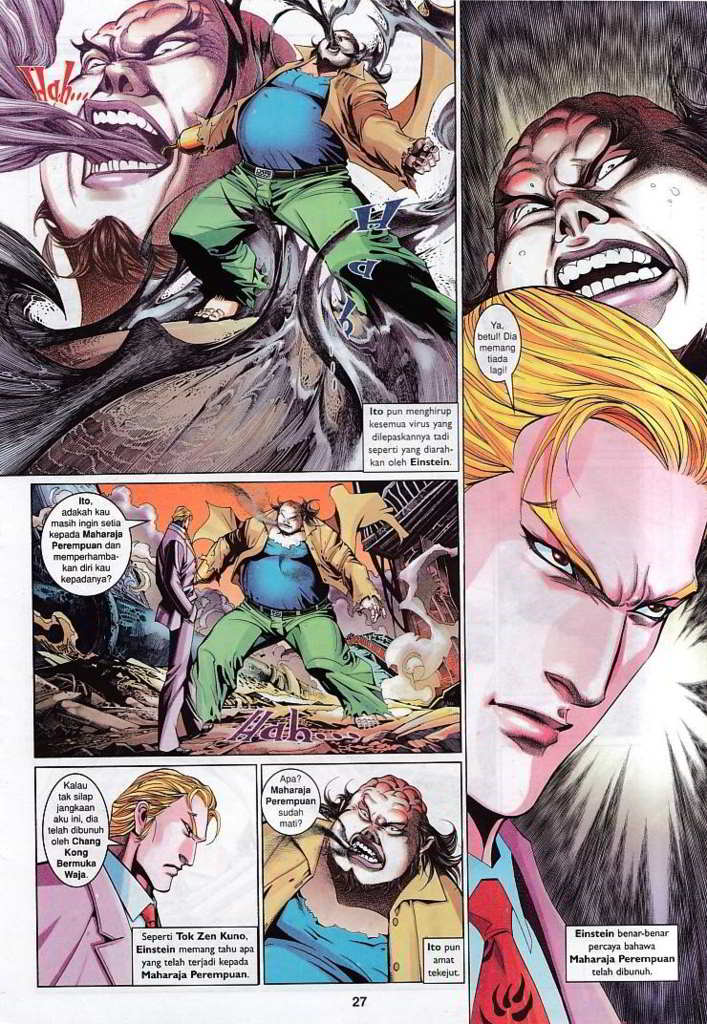 Hah...
Hah
Ito pun menghirup
kesemua virus yang
dilepaskannya tadi
seperti yang diarah-
kan oleh Einstein.
Ito,
adakah kau
masih ingin setia
kepada Maharaja
Perempuan dan
memperhamba-
kan diri kau
kepadanya?
Hah...
Kalau
tak silap
jangkaan
aku ini, dia
telah dibunuh
oleh Chang
Kong
Bermuka
Waja.
Seperti Tok Zen Kuno,
Einstein memang tahu apa
yang telah terjadi kepada
Maharaja Perempuan.
Apa?
Maharaja
Perempuan
sudah
mati?
Ito pun
amat
tekejut.
Ya,
betul! Dia
memang
tiada
lagi!
Einstein benar-benar
percaya bahawa
Maharaja Perempuan
telah dibunuh.
27